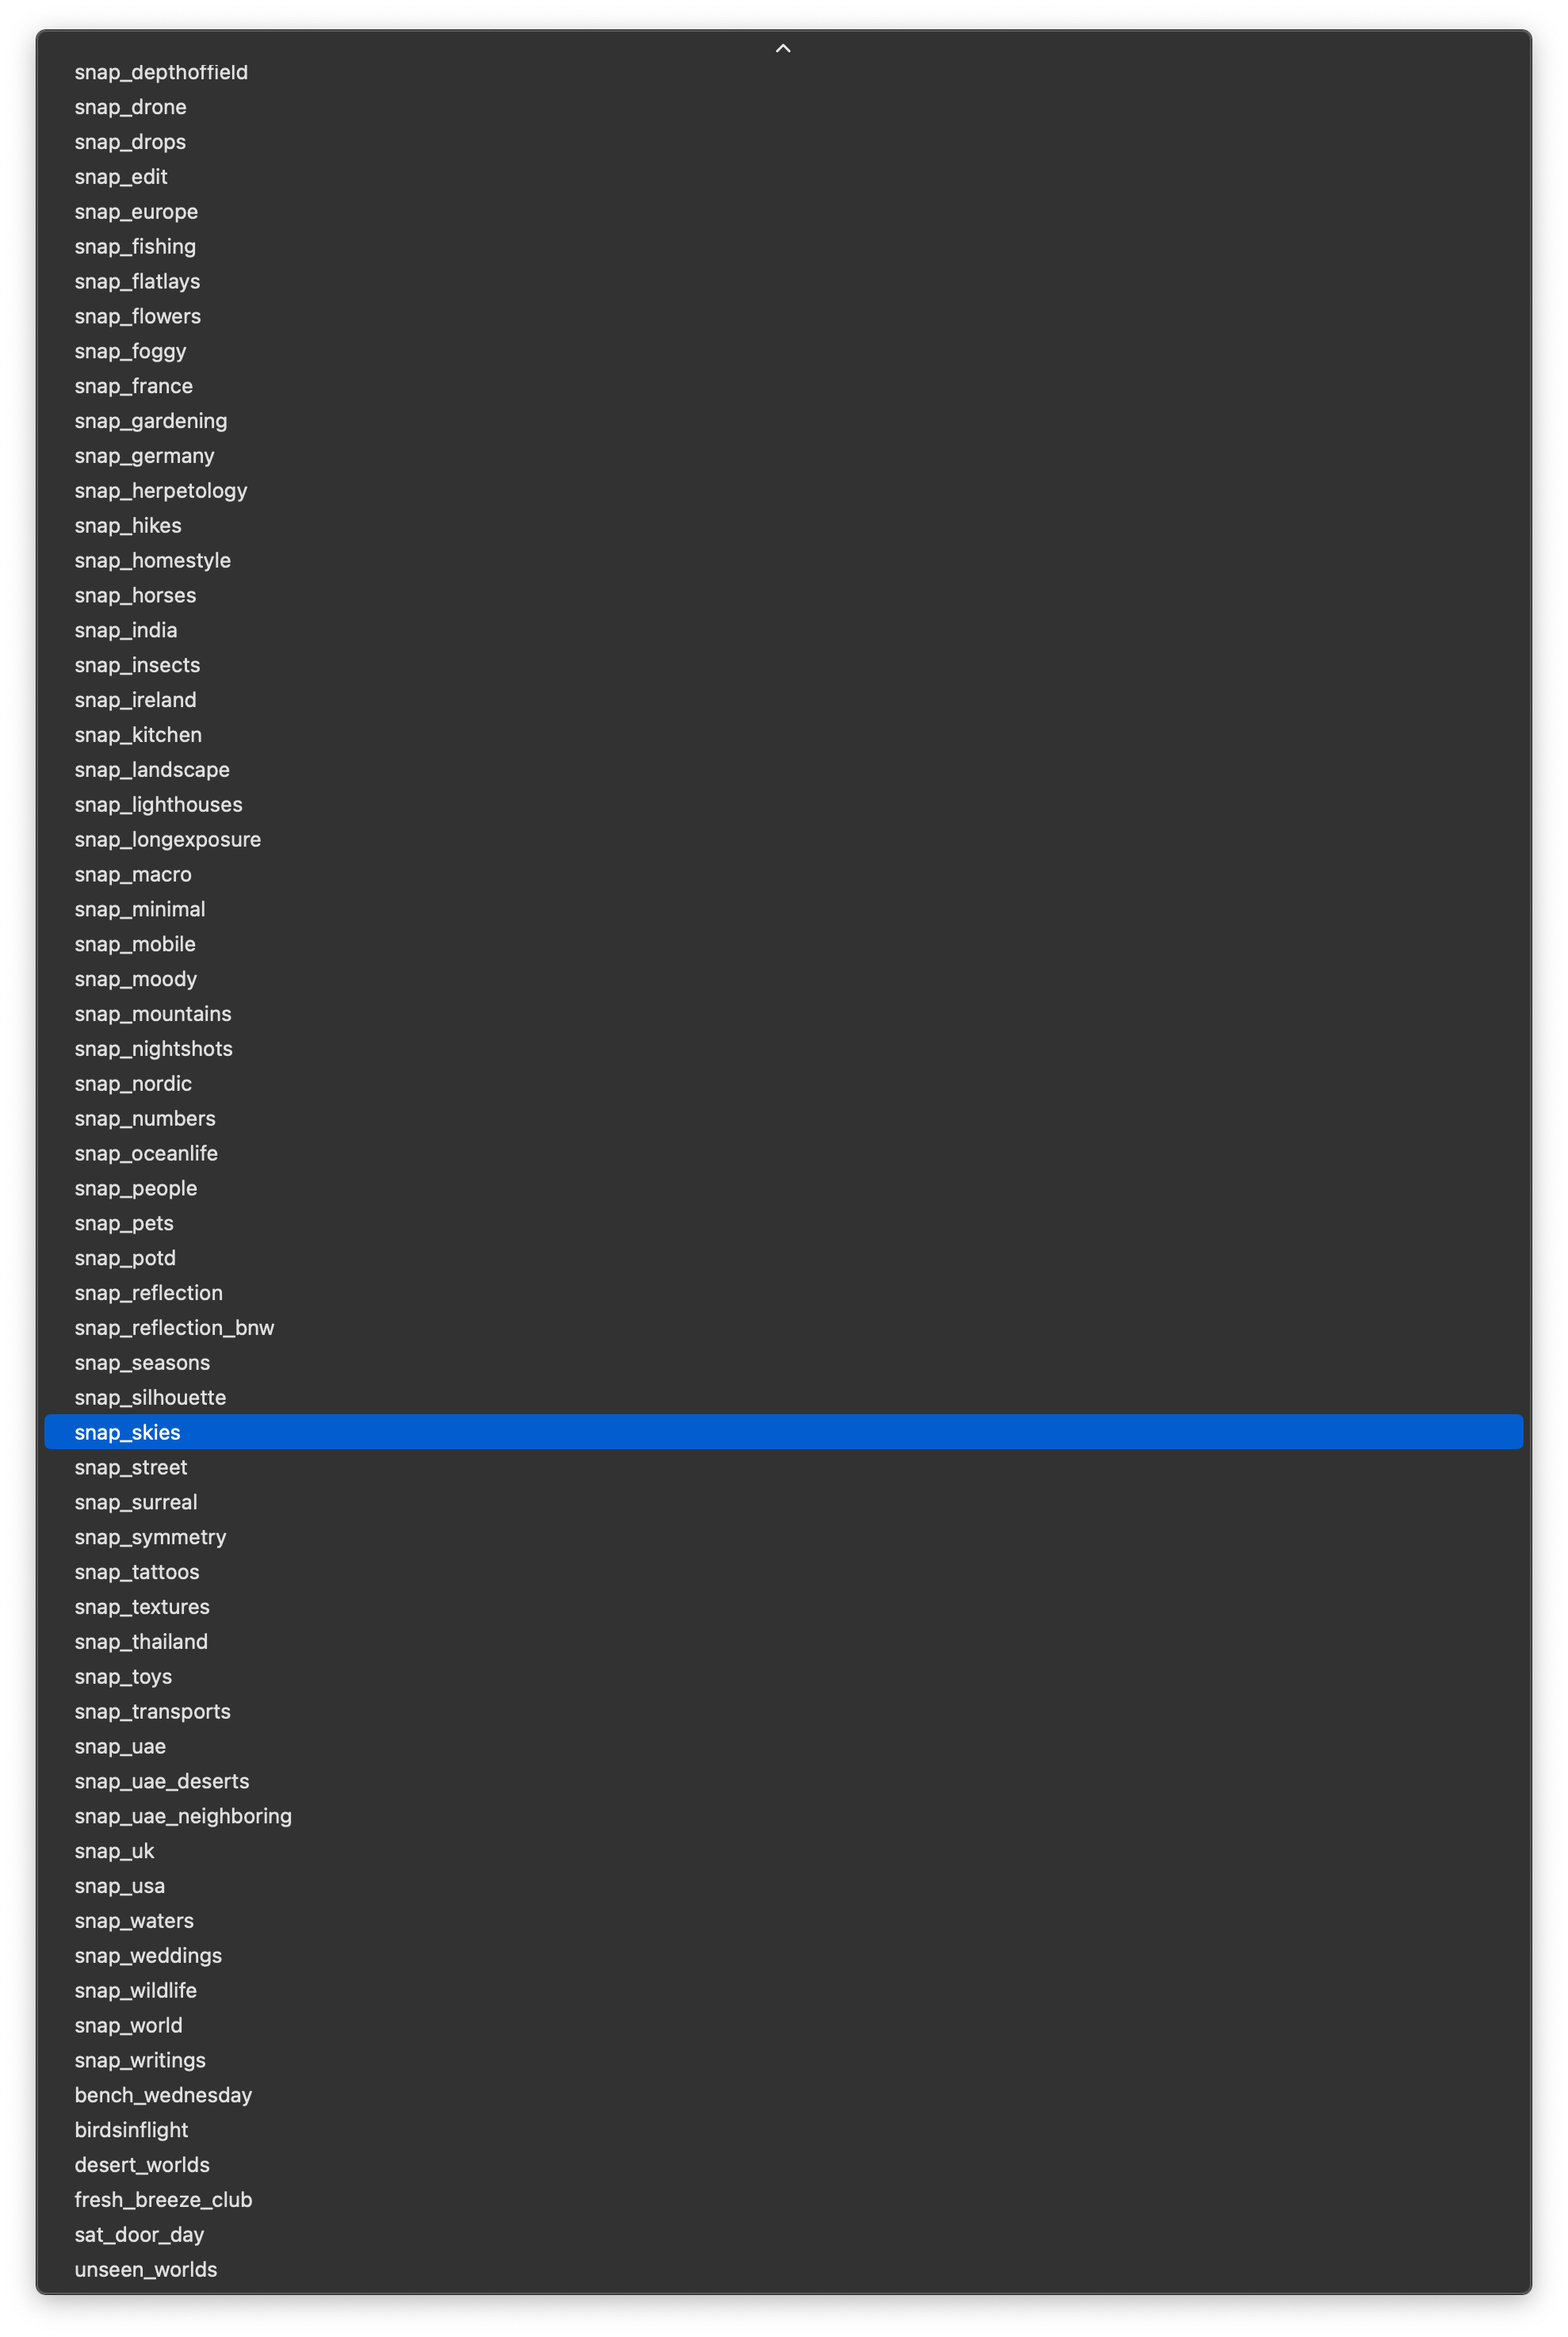 snap_depthoffield
snap_drone
snap_drops
snap_edit
snap_europe
snap_fishing
snap_flatlays
snap_flowers
snap_foggy
snap_france
snap_gardening
snap_germany
snap_herpetology
snap_hikes
snap_homestyle
snap_horses
snap_india
snap_insects
snap_ireland
snap_kitchen
snap_landscape
snap_lighthouses
snap_longexposure
snap_macro
snap_minimal
snap_mobile
snap_moody
snap_mountains
snap_nightshots
snap_nordic
snap_numbers
snap_oceanlife
snap_people
snap_pets
snap_potd
snap_reflection
snap_reflection_bnw
snap_seasons
snap_silhouette
snap_skies
snap_street
snap_surreal
snap_symmetry
snap_tattoos
snap_textures
snap_thailand
snap_toys
snap_transports
snap_uae
snap_uae_deserts
snap_uae_neighboring
snap_uk
snap_usa
snap_waters
snap_weddings
snap_wildlife
snap_world
snap_writings
bench_wednesday
birdsinflight
desert_worlds
fresh_breeze_club
sat_door_day
unseen_worlds